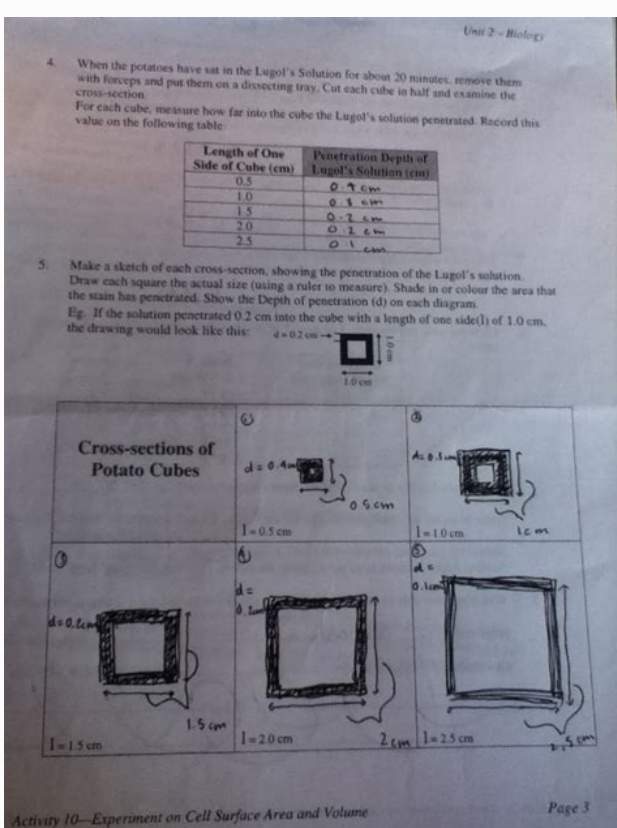 Unit 2 - Biology
4. When the potatoes have sat in the Lugol's Solution for about 20 minutes, remove them
with forceps and put them on a dissecting tray. Cut each cube in half and examine the
cross-section.
For each cube, measure how far into the cube the Lugol's solution penetrated. Record this
value on the following table:
Length of One Side of Cube (cm) Penetration Depth of Lugol's Solution (cm)
0.5 0.4 cm
1.0 cm
1.5 0.2 cm
2.0 0.2 cm
2.5 0.1 cm
5. Make a sketch of each cross-section, showing the penetration of the Lugol's solution.
Draw each square the actual size (using a ruler to measure). Shade in or colour the area that
the stain has penetrated. Show the Depth of penetration (d) on each diagram.
Eg. If the solution penetrated 0.2 cm into the cube with a length of one side(l) of 1.0 cm,
the drawing would look like this:
d = 0.2 cm
1.0 cm
1.0 cm
Cross-sections of
Potato Cubes
①
d = 0.4cm
0.5 cm
l = 0.5 cm
②
1cm
l = 1.0 cm
③
d = 0.2cm
1.5 cm
l = 1.5 cm
④
d =
0.2cm
2cm
l = 2.0 cm
⑤
d =
0.1cm
2.5 cm
l = 2.5 cm
Activity 10—Experiment on Cell Surface Area and Volume
Page 3